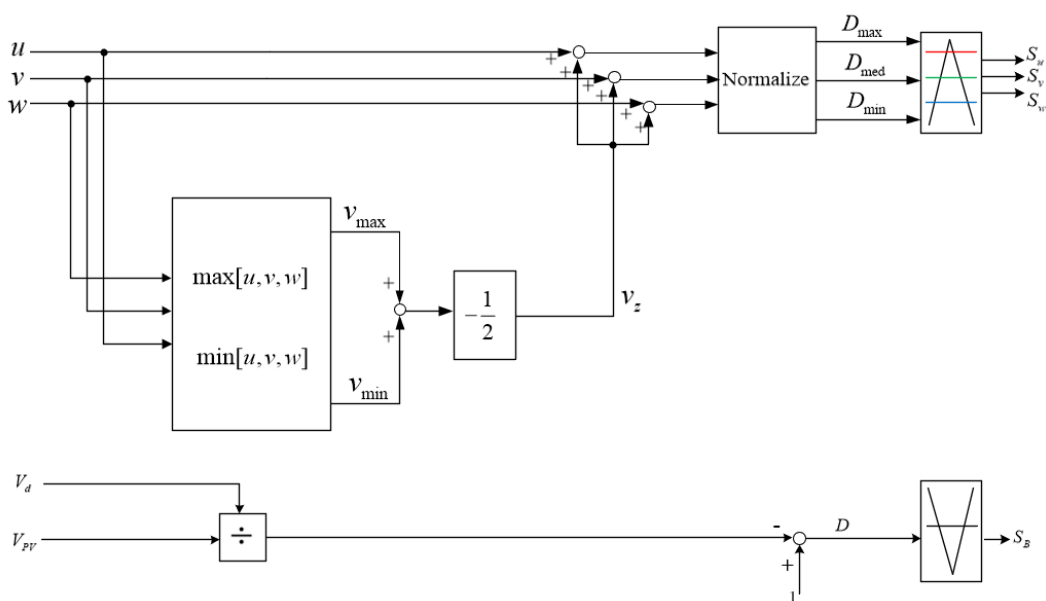 u
v
w
+
+
+
+
+
+
Normalize
D_max
D_med
D_min
S_u
S_v
S_w
max[u,v,w]
min[u,v,w]
v_max
v_min
+
+
-1/2
v_z
V_d
V_PV
÷
-
+
1
D
S_B